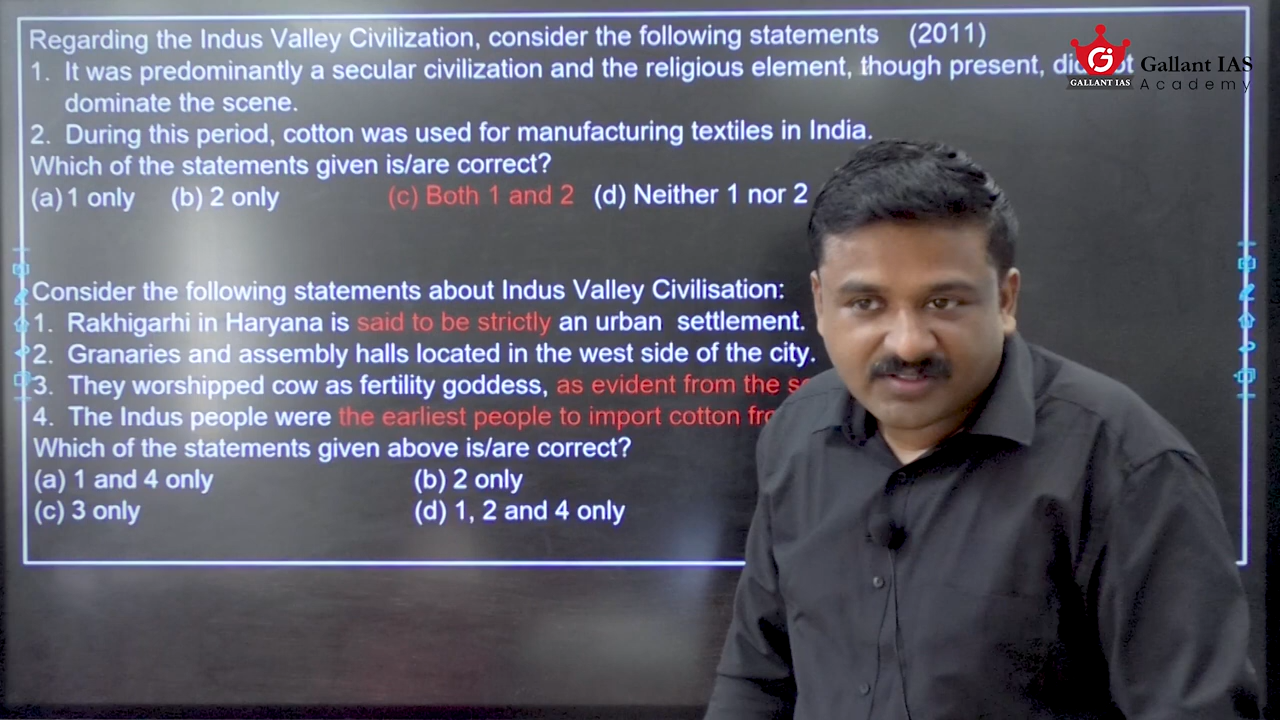 Regarding the Indus Valley Civilization, consider the following statements (2011)
1. It was predominantly a secular civilization and the religious element, though present,
dominate the scene.
2. During this period, cotton was used for manufacturing textiles in India.
Which of the statements given is/are correct?
(a) 1 only (b) 2 only (c) Both 1 and 2 (d) Neither 1 nor 2
Consider the following statements about Indus Valley Civilisation:
1. Rakhigarhi in Haryana is said to be strictly an urban settlement.
2. Granaries and assembly halls located in the west side of the city.
3. They worshipped cow as fertility goddess, as evident from the
4. The Indus people were the earliest people to import cotton
Which of the statements given above is/are correct?
(a) 1 and 4 only (b) 2 only
(c) 3 only (d) 1, 2 and 4 only
Gi
GALLANT IAS
Gallant IAS
Academy